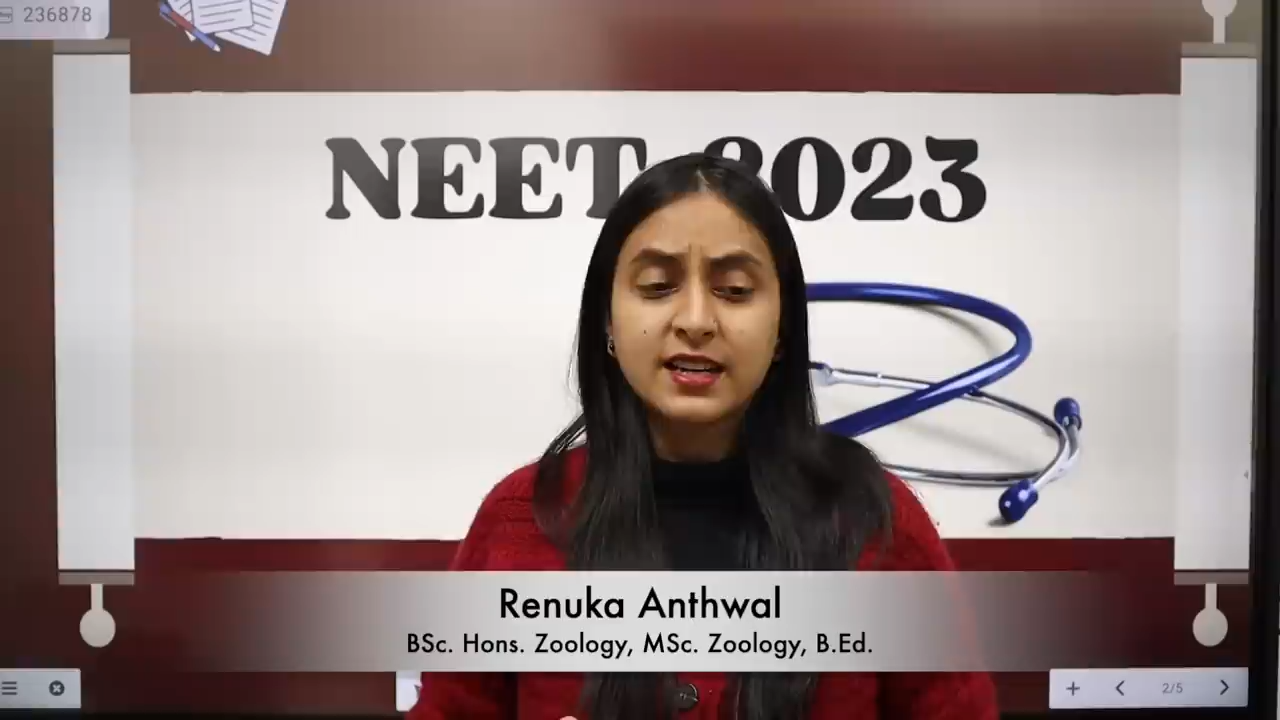 236878
NEET 2023
Renuka Anthwal
BSc. Hons. Zoology, MSc. Zoology, B.Ed.
2/5